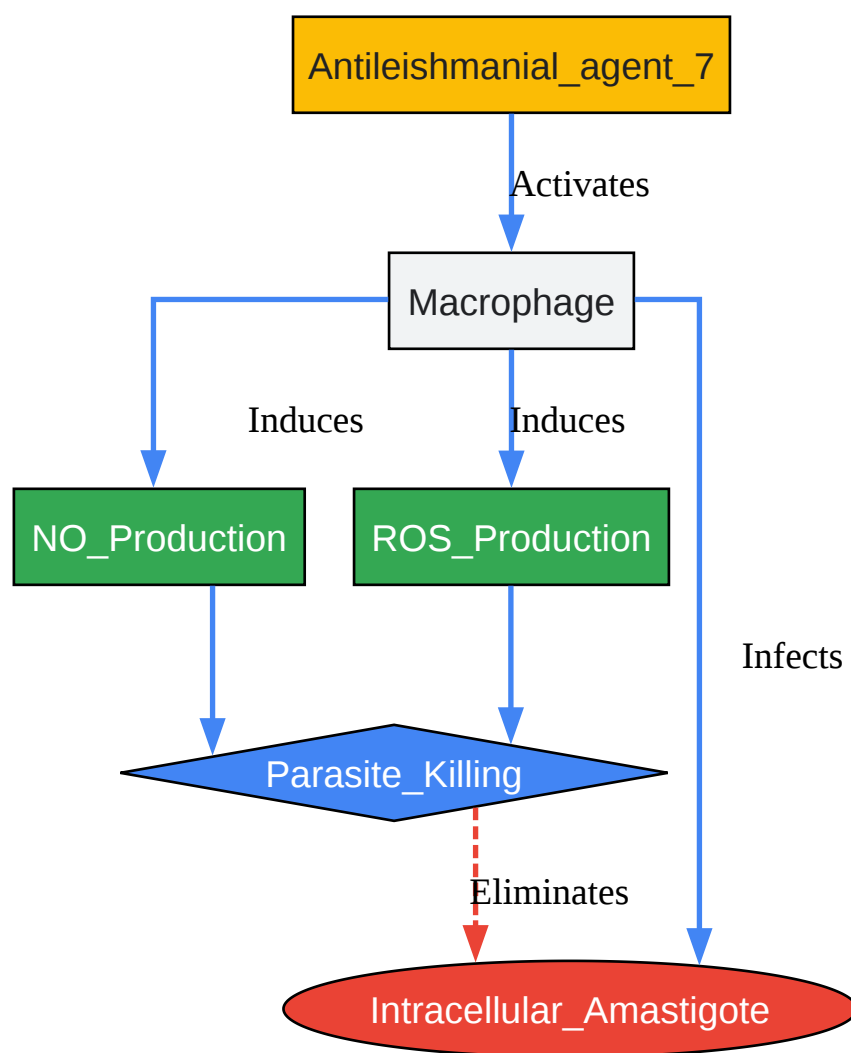 Antileishmanial_agent_7
Activates
Macrophage
Induces
Induces
NO_Production
ROS_Production
Infects
Parasite_Killing
Eliminates
Intracellular_Amastigote